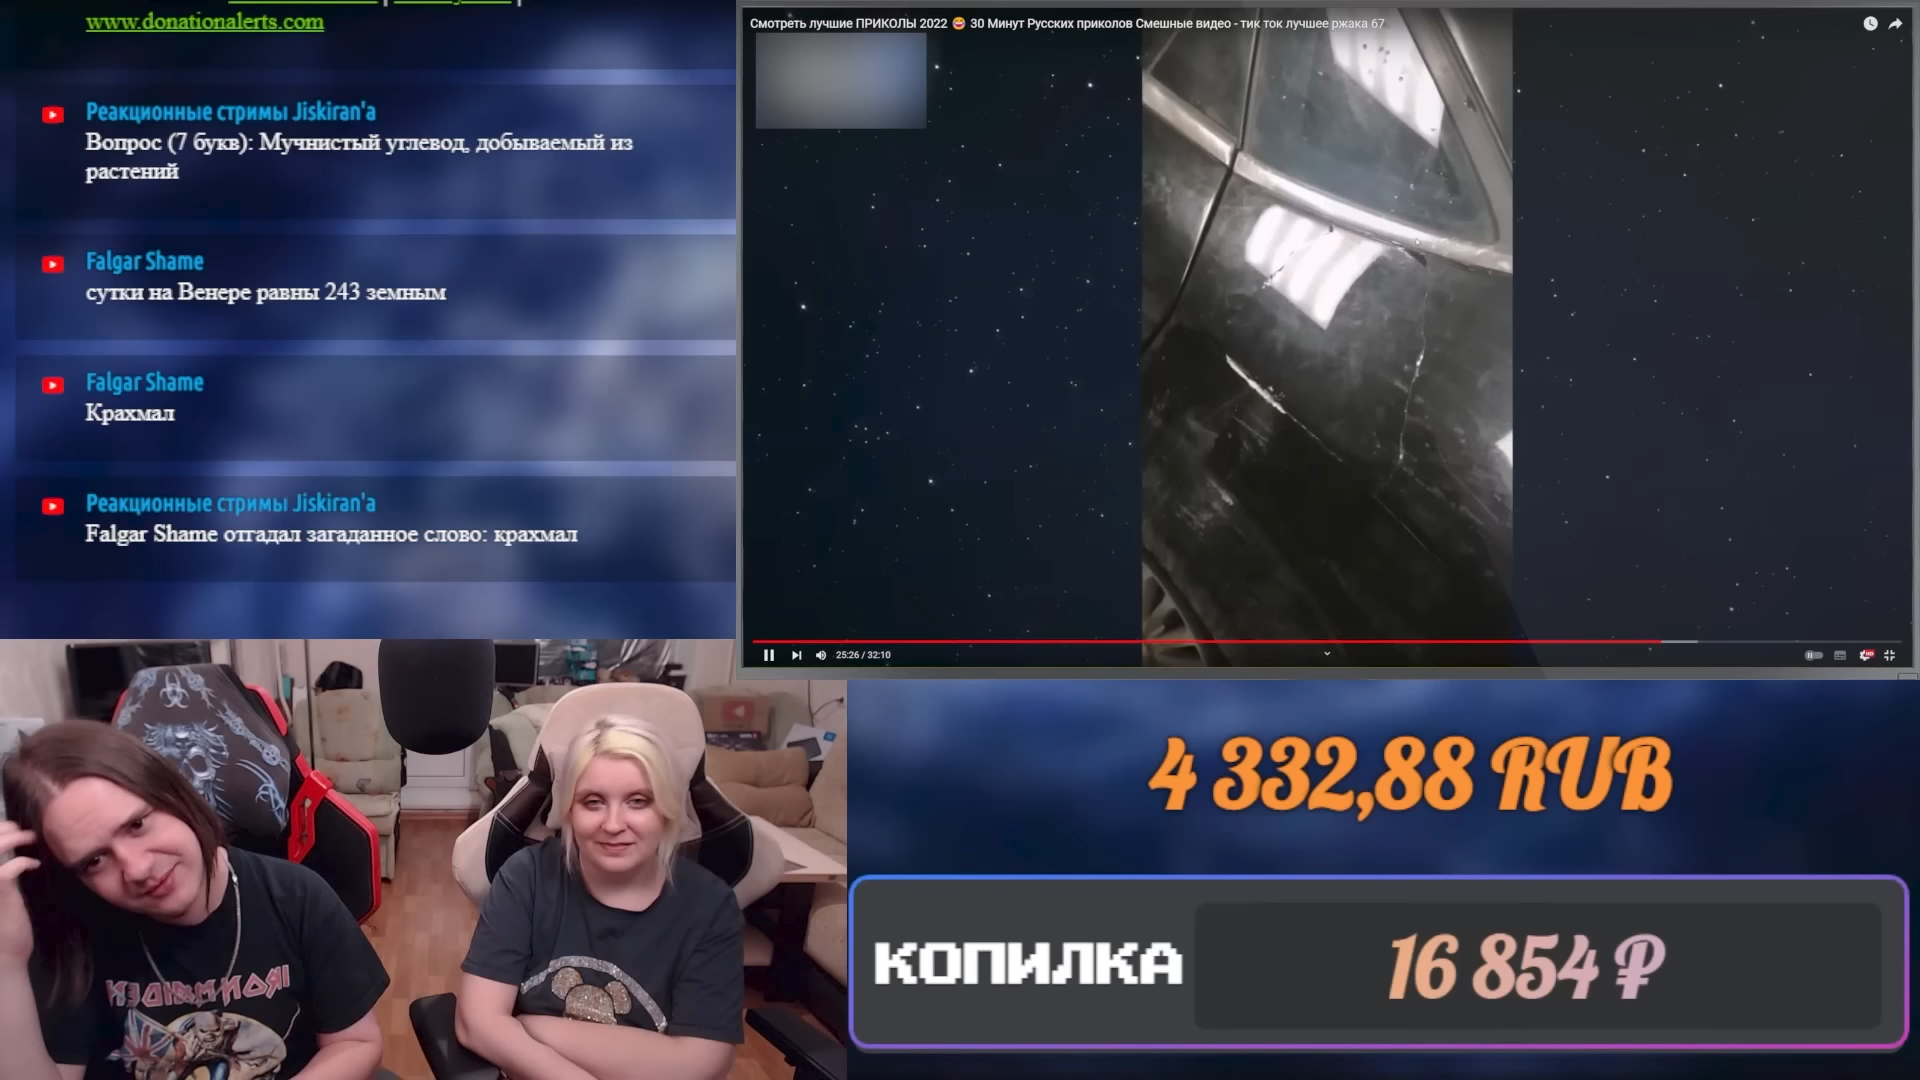 www.donationalerts.com
Реакционные стримы Jiskiran'a
Вопрос (7 букв): Мучнистый углевод, добываемый из
растений
Falgar Shame
сутки на Венере равны 243 земным
Falgar Shame
Крахмал
Реакционные стримы Jiskiran'a
Falgar Shame отгадал загаданное слово: крахмал
Смотреть лучшие ПРИКОЛЫ 2022 😁 30 Минут Русских приколов Смешные видео - тик ток лучшее ржака 67
25:26 / 32:10
IRON MAIDEN
4 332,88 RUB
КОПИЛКА
16 854 ₽